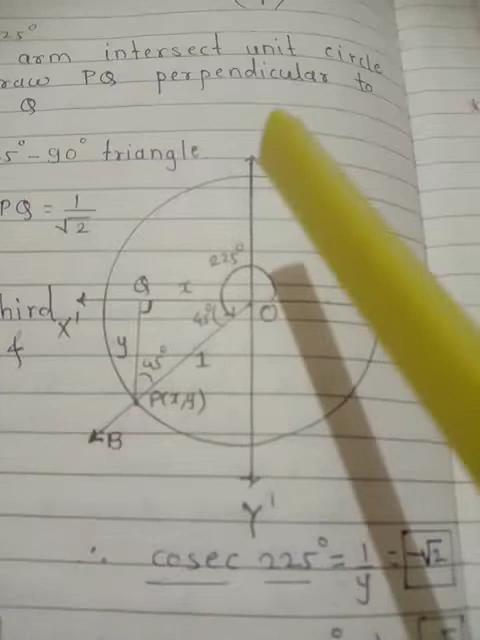 25°
arm intersect unit circle
raw PQ perpendicular to
Q
5° - 90° triangle
PQ = 1/√2
225°
Q x
hird X' 45° O
& y 45° 1
P(x,y)
B
Y'
∴ cosec 225° = 1/y = -√2